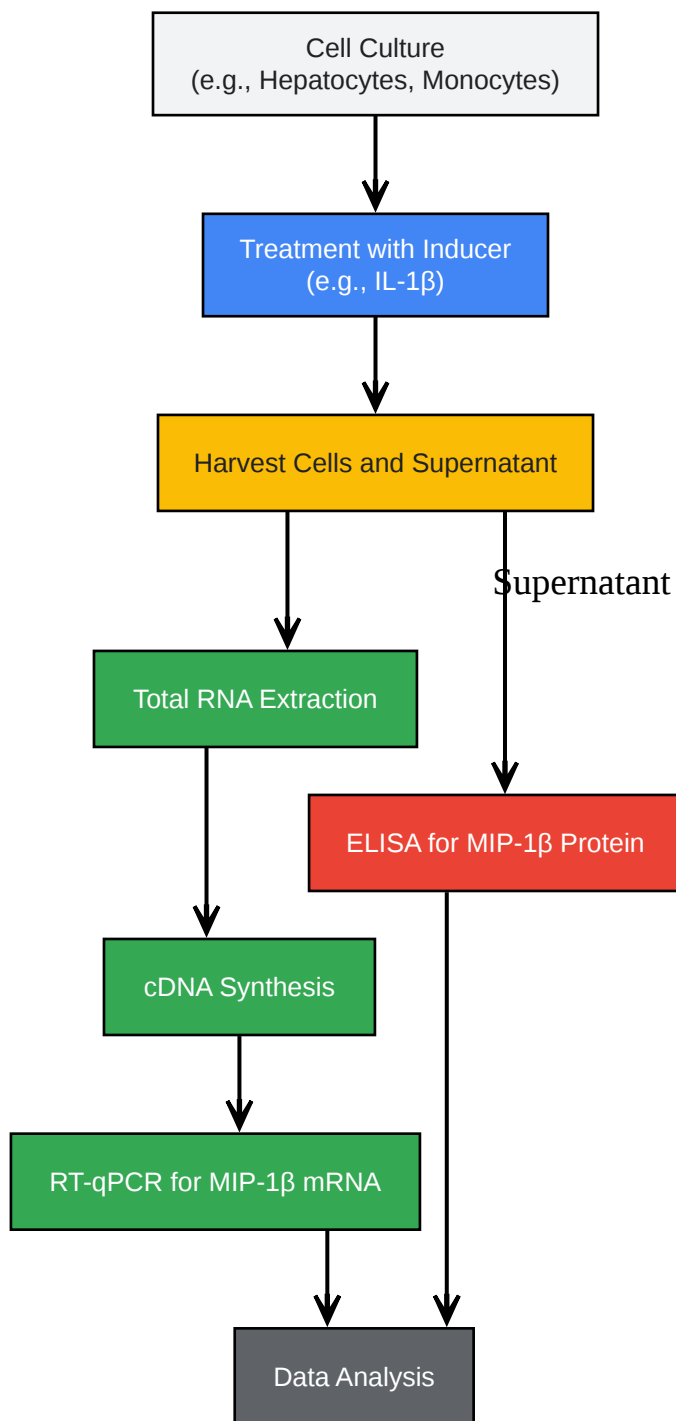 Cell Culture
(e.g., Hepatocytes, Monocytes)
Treatment with Inducer
(e.g., IL-1β)
Harvest Cells and Supernatant
Supernatant
Total RNA Extraction
ELISA for MIP-1β Protein
cDNA Synthesis
RT-qPCR for MIP-1β mRNA
Data Analysis